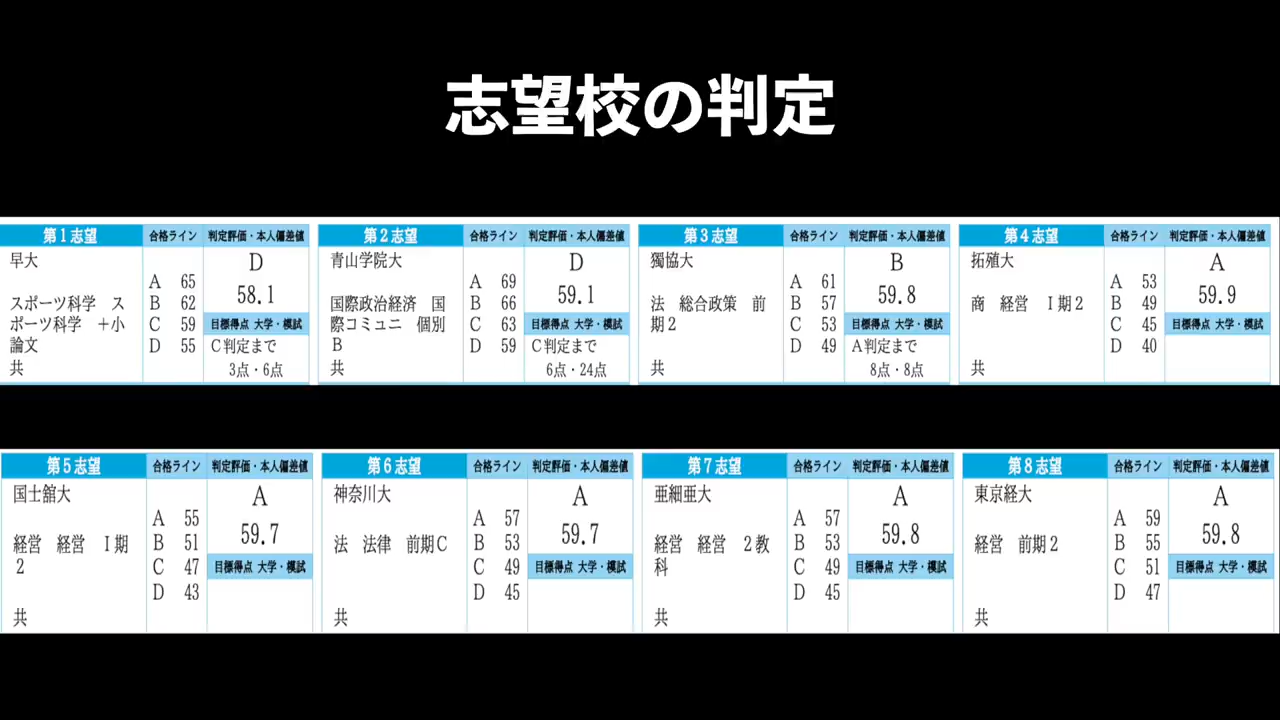 志望校の判定
第1志望 合格ライン 判定評価・本人偏差値
早大
スポーツ科学 ス
ポーツ科学 +小
論文
共
A 65
B 62
C 59
D 55
D
58.1
目標得点 大学・模試
C判定まで
3点・6点
第2志望 合格ライン 判定評価・本人偏差値
青山学院大
国際政治経済 国
際コミュニ 個別
B
共
A 69
B 66
C 63
D 59
D
59.1
目標得点 大学・模試
C判定まで
6点・24点
第3志望 合格ライン 判定評価・本人偏差値
獨協大
法 総合政策 前
期2
共
A 61
B 57
C 53
D 49
B
59.8
目標得点 大学・模試
A判定まで
8点・8点
第4志望 合格ライン 判定評価・本人偏差値
拓殖大
商 経営 Ⅰ期2
共
A 53
B 49
C 45
D 40
A
59.9
目標得点 大学・模試
第5志望 合格ライン 判定評価・本人偏差値
国士舘大
経営 経営 Ⅰ期
2
共
A 55
B 51
C 47
D 43
A
59.7
目標得点 大学・模試
第6志望 合格ライン 判定評価・本人偏差値
神奈川大
法 法律 前期C
共
A 57
B 53
C 49
D 45
A
59.7
目標得点 大学・模試
第7志望 合格ライン 判定評価・本人偏差値
亜細亜大
経営 経営 2教
科
共
A 57
B 53
C 49
D 45
A
59.8
目標得点 大学・模試
第8志望 合格ライン 判定評価・本人偏差値
東京経大
経営 前期2
共
A 59
B 55
C 51
D 47
A
59.8
目標得点 大学・模試